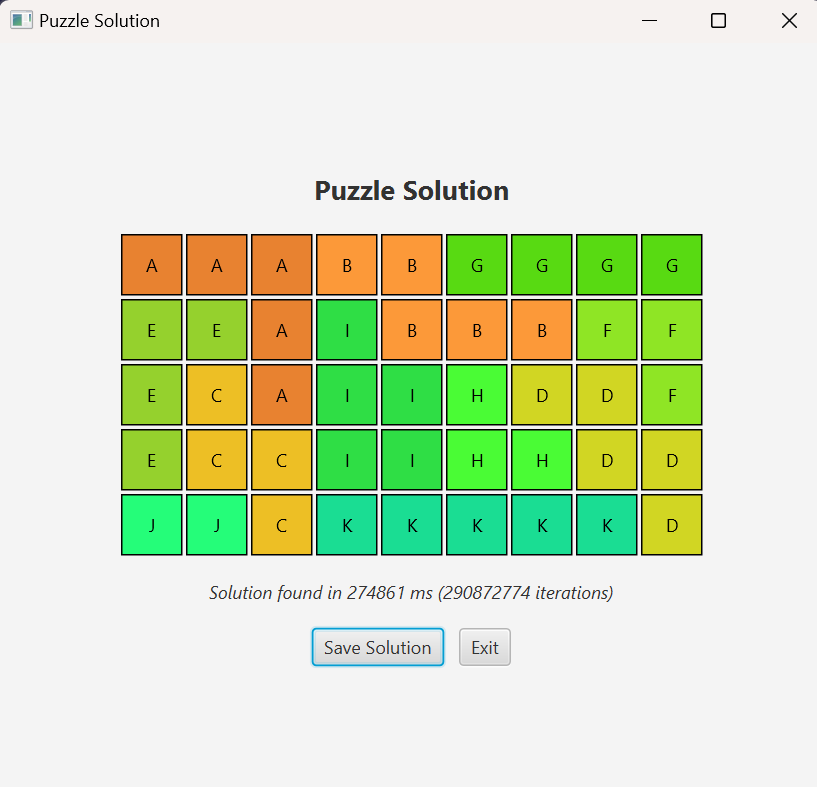 Puzzle Solution
Puzzle Solution
A A A B B G G G G
E E A I B B B F F
E C A I I H D D F
E C C I I H H D D
J J C K K K K K D
Solution found in 274861 ms (290872774 iterations)
Save Solution Exit